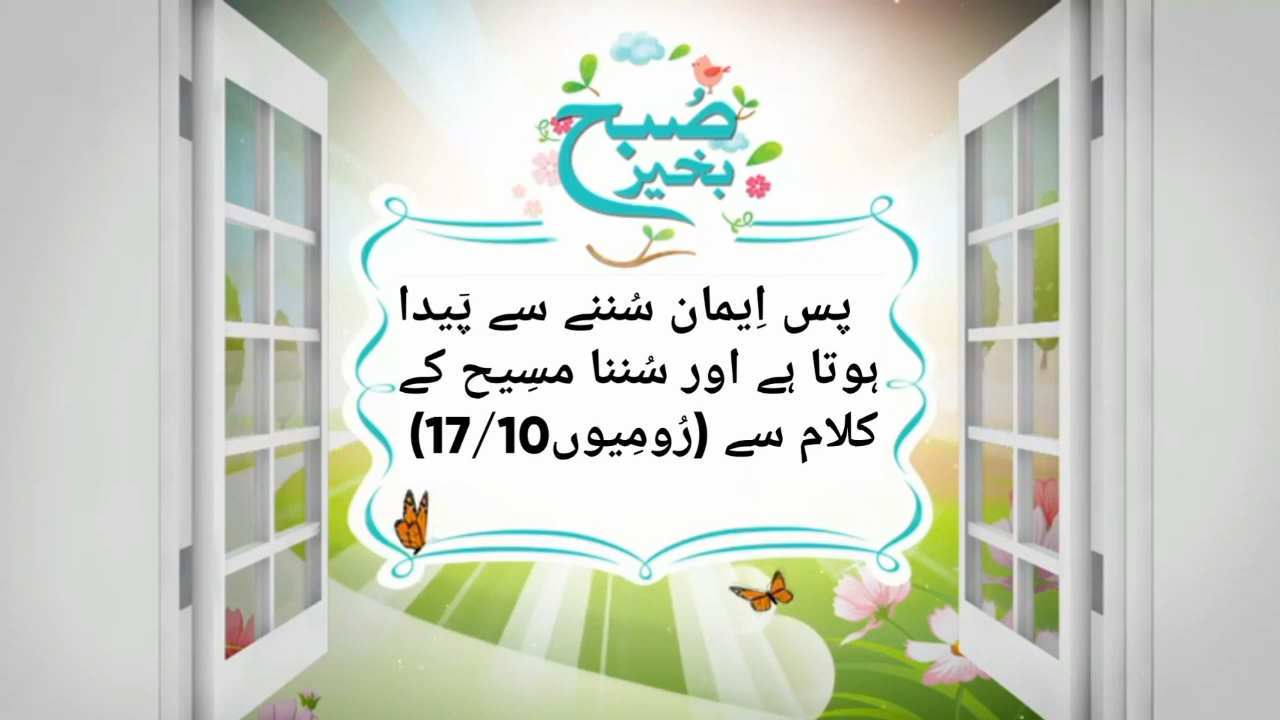 صُبح
بخیر
پس اِیمان سُننے سے پَیدا
ہوتا ہے اور سُننا مسِیح کے
کلام سے (رُومِیوں17/10)